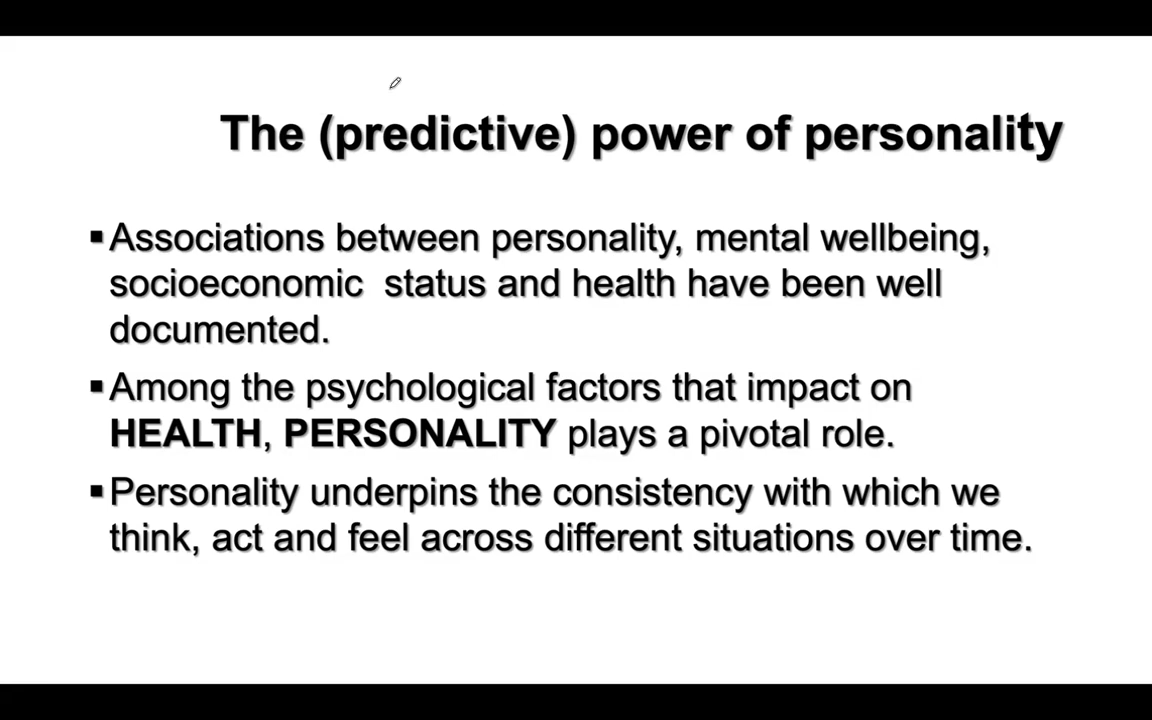 The (predictive) power of personality
▪Associations between personality, mental wellbeing,
socioeconomic  status and health have been well
documented.
▪Among the psychological factors that impact on
HEALTH, PERSONALITY plays a pivotal role.
▪Personality underpins the consistency with which we
think, act and feel across different situations over time.